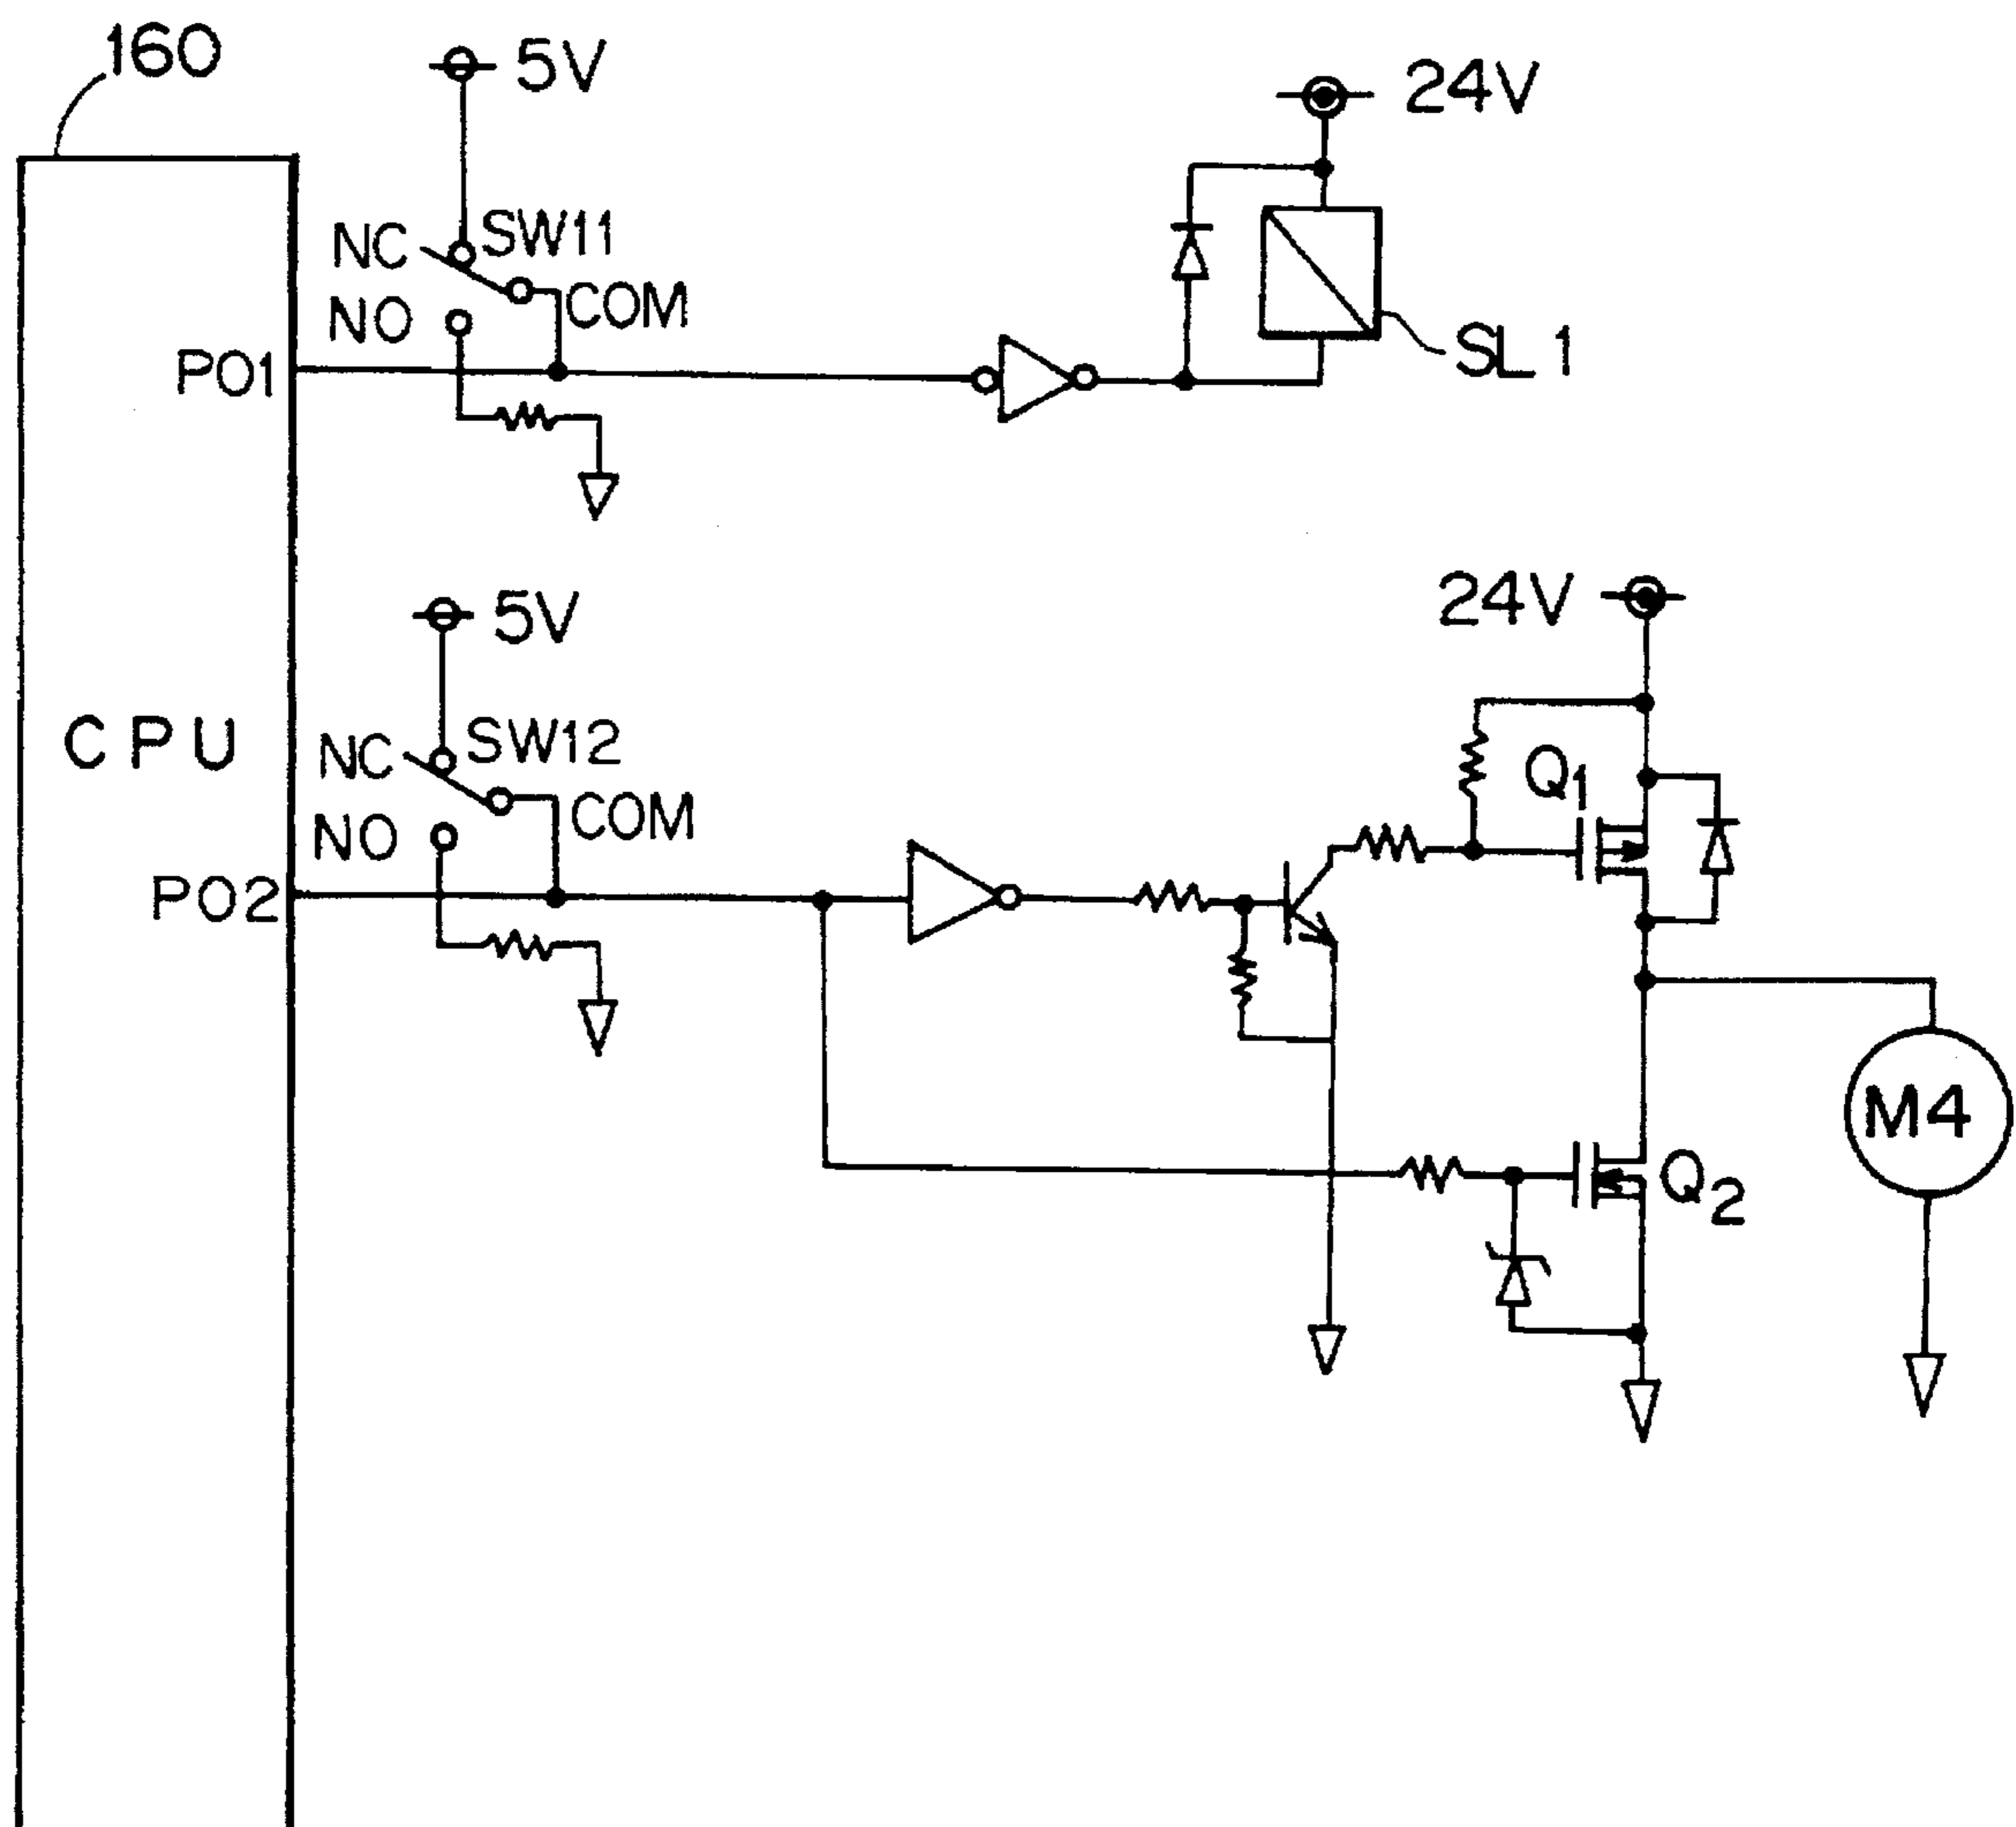 160
5V
24V
NC
SW11
NO
COM
PO1
SL1
5V
24V
CPU
NC
SW12
Q1
NO
COM
PO2
M4
Q2